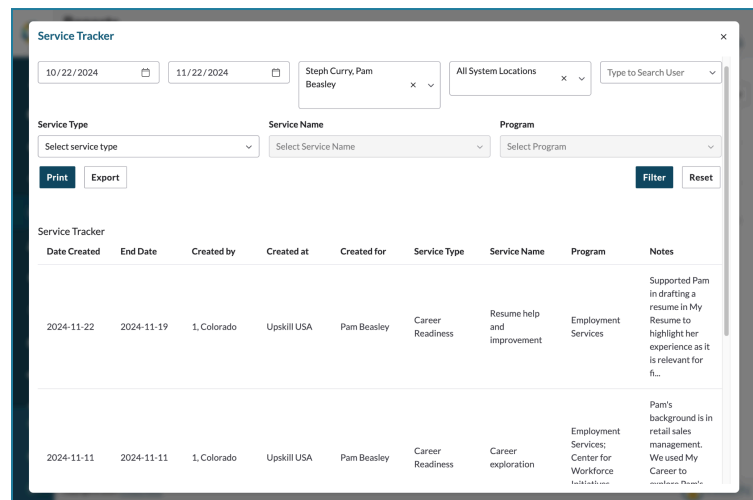 Service Tracker
×
10/22/2024
11/22/2024
Steph Curry, Pam
Beasley
All System Locations
Type to Search User
Service Type
Service Name
Program
Select service type
Select Service Name
Select Program
Print
Export
Filter
Reset
Service Tracker
Date Created End Date Created by Created at Created for Service Type Service Name Program Notes
Supported Pam
in drafting a
resume in My
Resume to
highlight her
experience as it
is relevant for
fi...
2024-11-22 2024-11-19 1, Colorado Upskill USA Pam Beasley
Career
Readiness
Resume help
and
improvement
Employment
Services
Pam's
background is in
retail sales
management.
We used My
Career to
explore Pam's
2024-11-11 2024-11-11 1, Colorado Upskill USA Pam Beasley
Career
Readiness
Career
exploration
Employment
Services;
Center for
Workforce
Initiatives